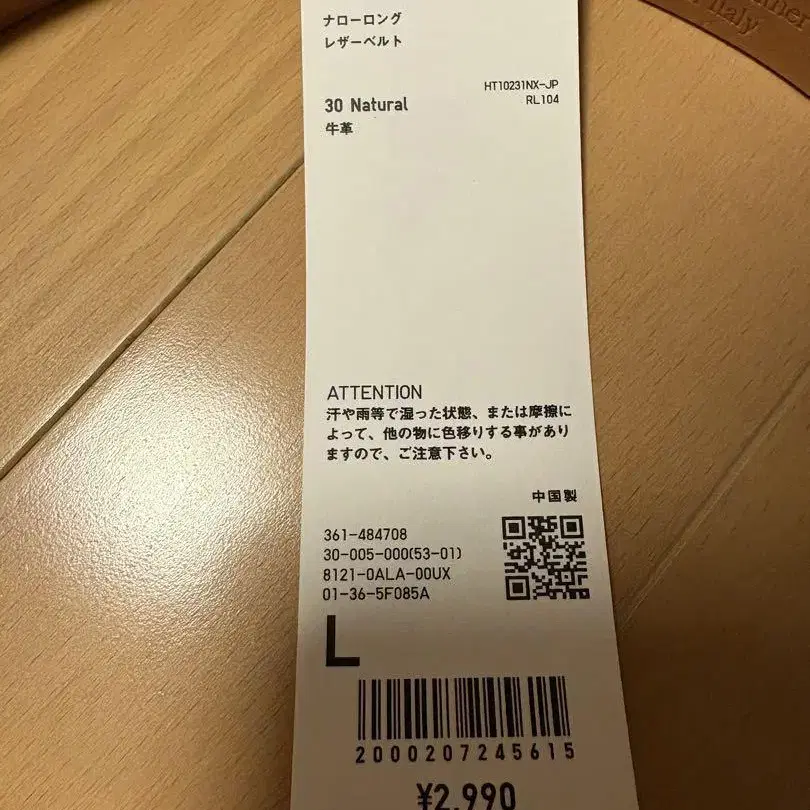 Italy
ナローロング
レザーベルト
HT10231NX-JP
RL104
30 Natural
牛革
ATTENTION
汗や雨等で湿った状態、または摩擦に
よって、他の物に色移りする事があり
ますので、ご注意下さい。
中国製
361-484708
30-005-000(53-01)
8121-0ALA-00UX
01-36-5F085A
L
2000207245615
¥2,990